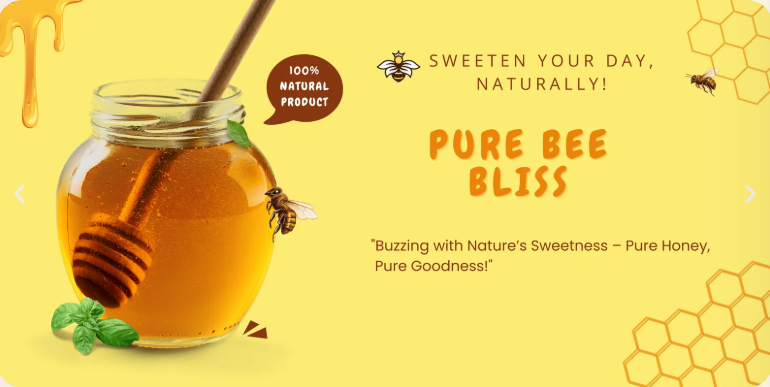 100%
NATURAL
PRODUCT
SWEETEN YOUR DAY,
NATURALLY!
PURE BEE
BLISS
"Buzzing with Nature’s Sweetness – Pure Honey,
Pure Goodness!"